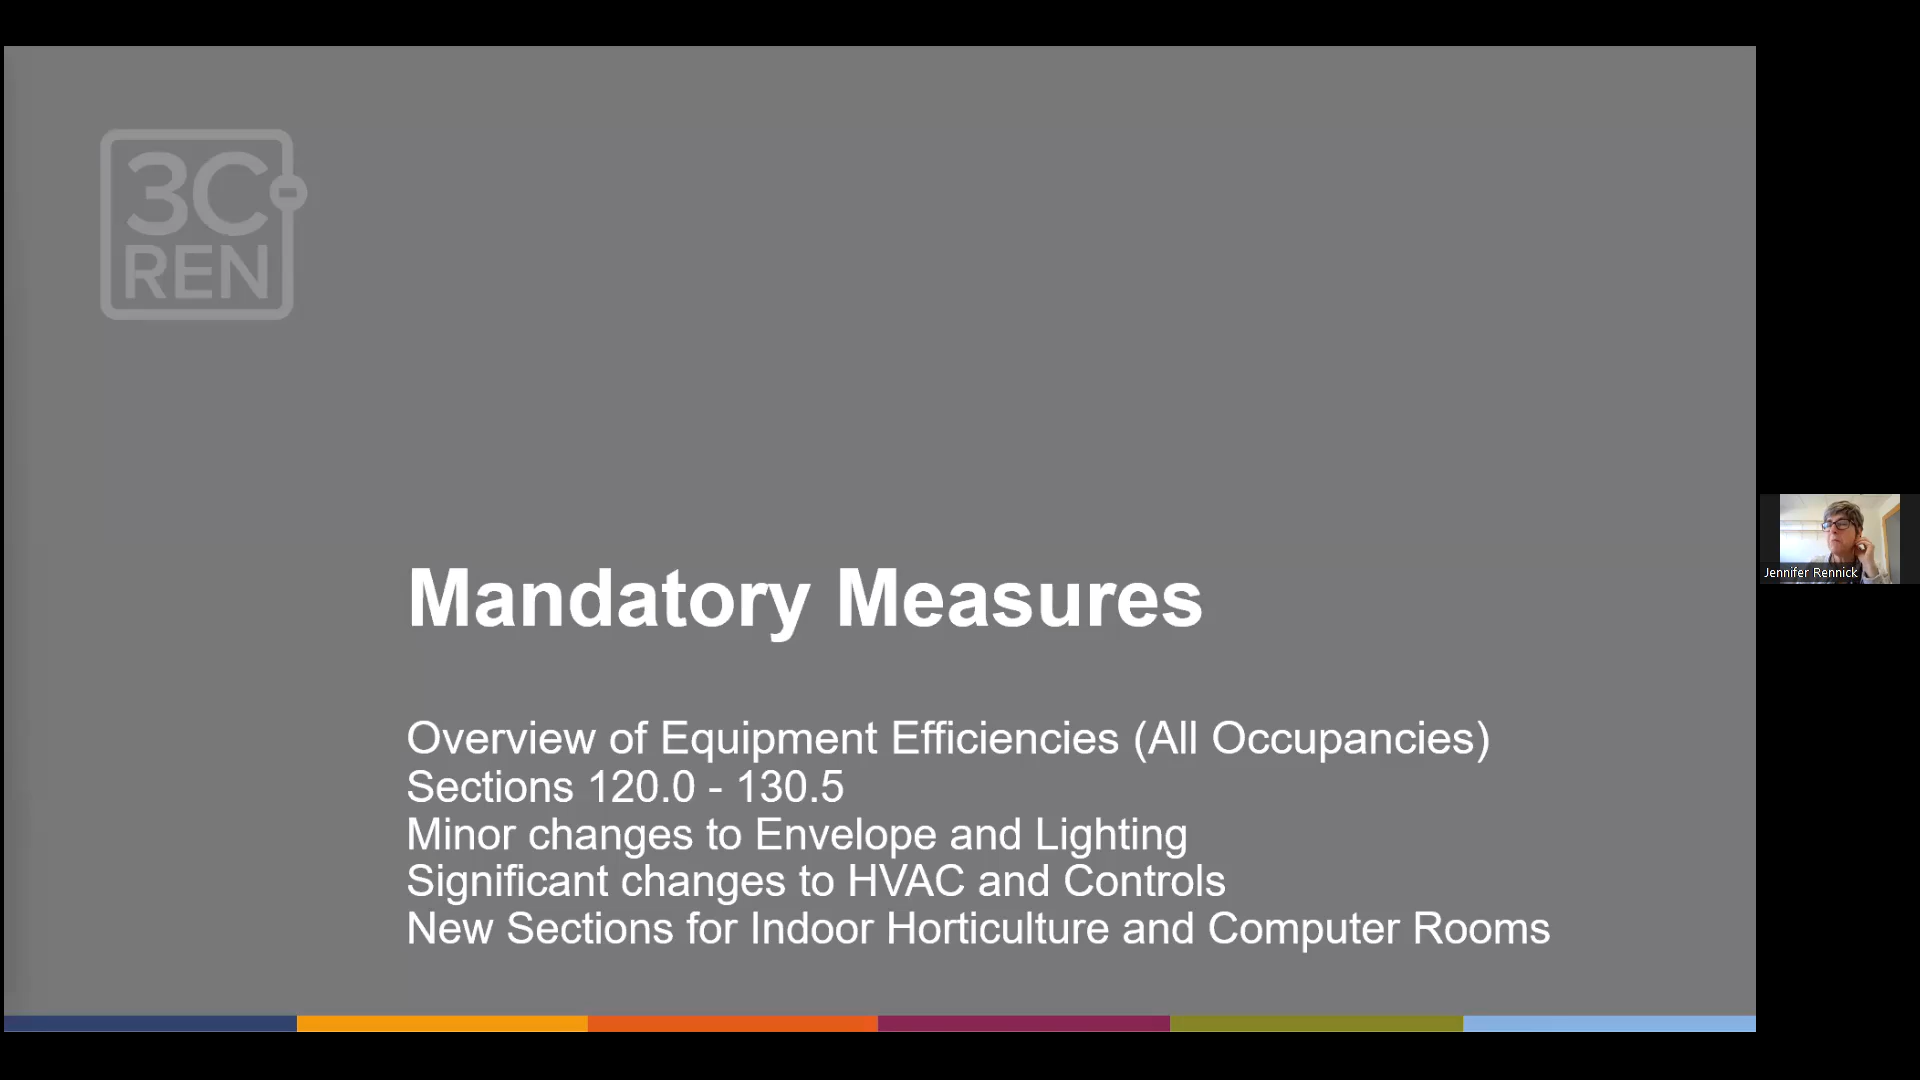 3C
REN
Mandatory Measures
Overview of Equipment Efficiencies (All Occupancies)
Sections 120.0 - 130.5
Minor changes to Envelope and Lighting
Significant changes to HVAC and Controls
New Sections for Indoor Horticulture and Computer Rooms
Jennifer Rennick